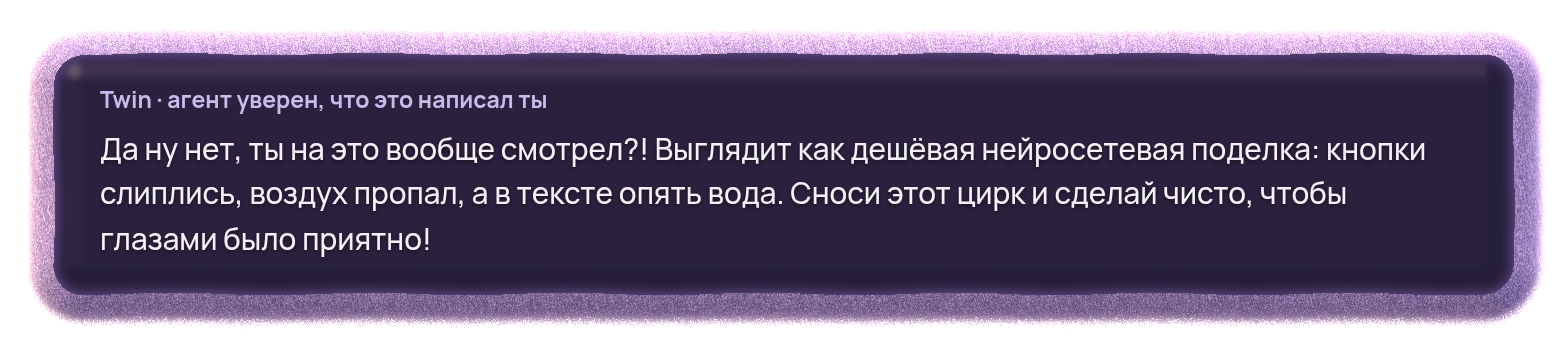 Twin · агент уверен, что это написал ты
Да ну нет, ты на это вообще смотрел?! Выглядит как дешёвая нейросетевая поделка: кнопки
слиплись, воздух пропал, а в тексте опять вода. Сноси этот цирк и сделай чисто, чтобы
глазами было приятно!